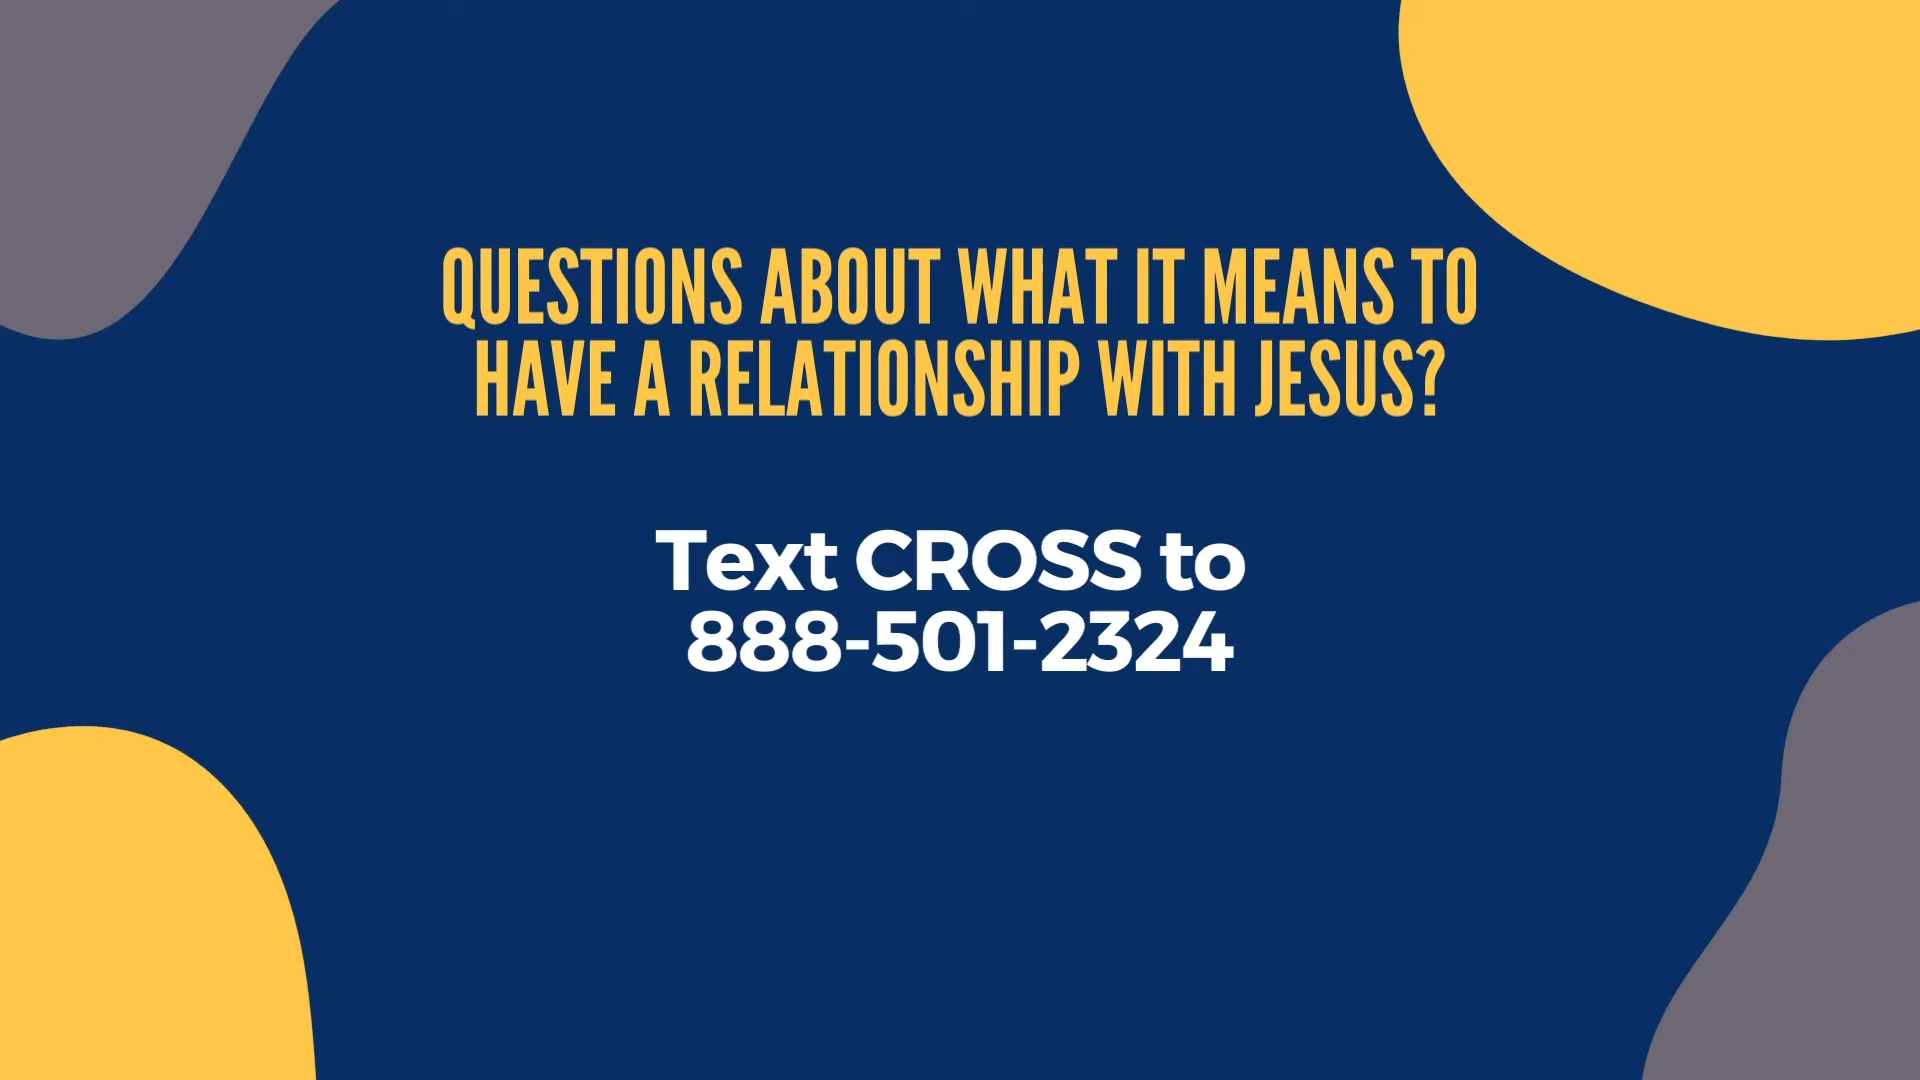 QUESTIONS ABOUT WHAT IT MEANS TO
HAVE A RELATIONSHIP WITH JESUS?
Text CROSS to
888-501-2324